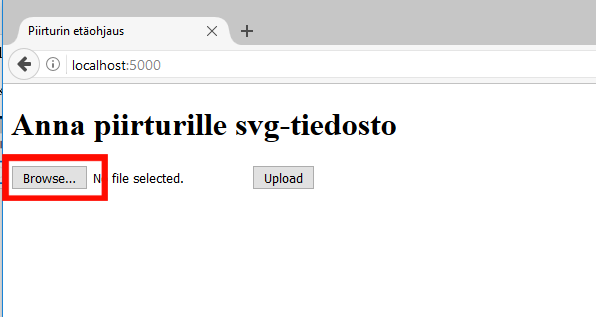 Piirturin etäohjaus
localhost:5000
Anna piirturille svg-tiedosto
Browse... No file selected. Upload